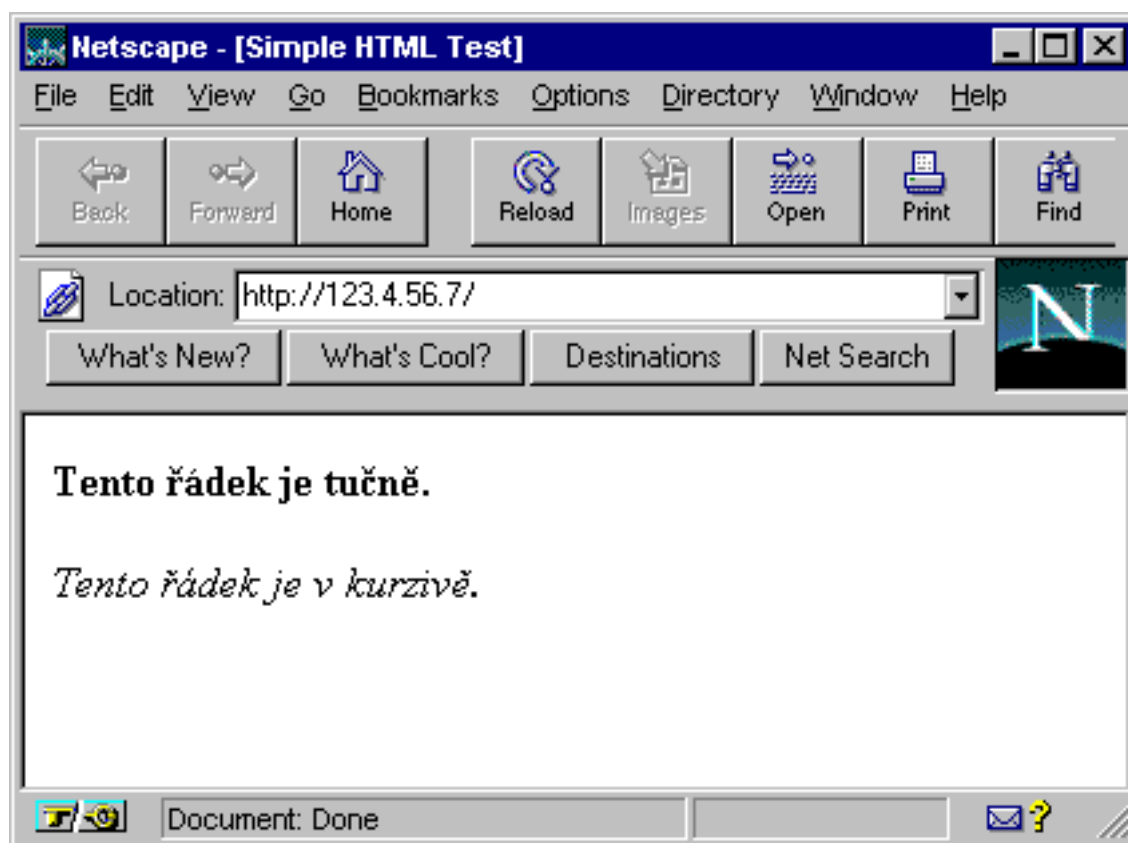 Netscape - [Simple HTML Test]
File Edit View Go Bookmarks Options Directory Window Help
Back Forward Home Reload Images Open Print Find
Location: http://123.4.56.7/
N
What's New? What's Cool? Destinations Net Search
Tento řádek je tučně.
Tento řádek je v kurzivě.
Document: Done
?